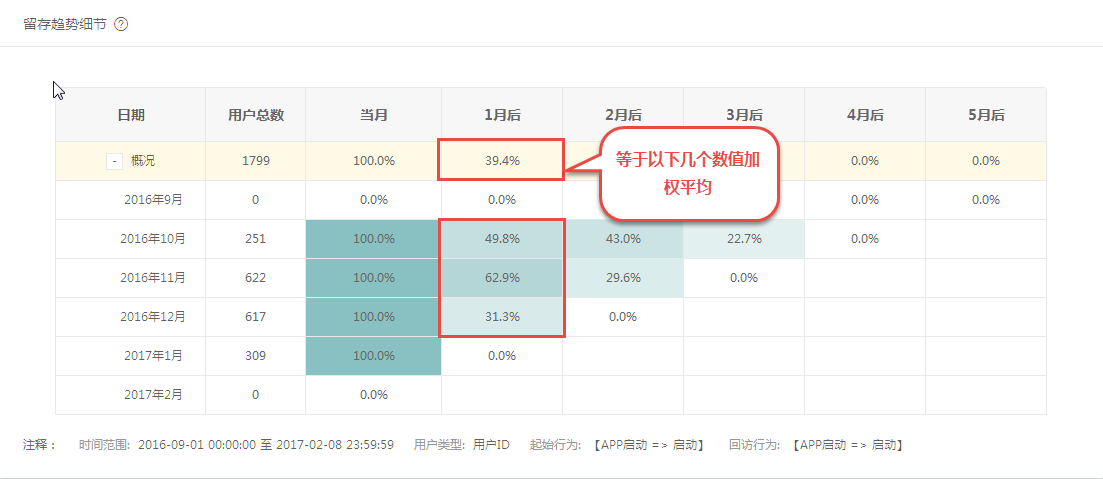 留存趋势细节 ?
日期 用户总数 当月 1月后 2月后 3月后 4月后 5月后
- 概况 1799 100.0% 39.4% 0.0% 0.0%
等于以下几个数值加
权平均
2016年9月 0 0.0% 0.0% 0.0% 0.0%
2016年10月 251 100.0% 49.8% 43.0% 22.7% 0.0%
2016年11月 622 100.0% 62.9% 29.6% 0.0%
2016年12月 617 100.0% 31.3% 0.0%
2017年1月 309 100.0% 0.0%
2017年2月 0 0.0%
注释： 时间范围: 2016-09-01 00:00:00 至 2017-02-08 23:59:59 用户类型: 用户ID 起始行为: 【APP启动 => 启动】 回访行为: 【APP启动 => 启动】